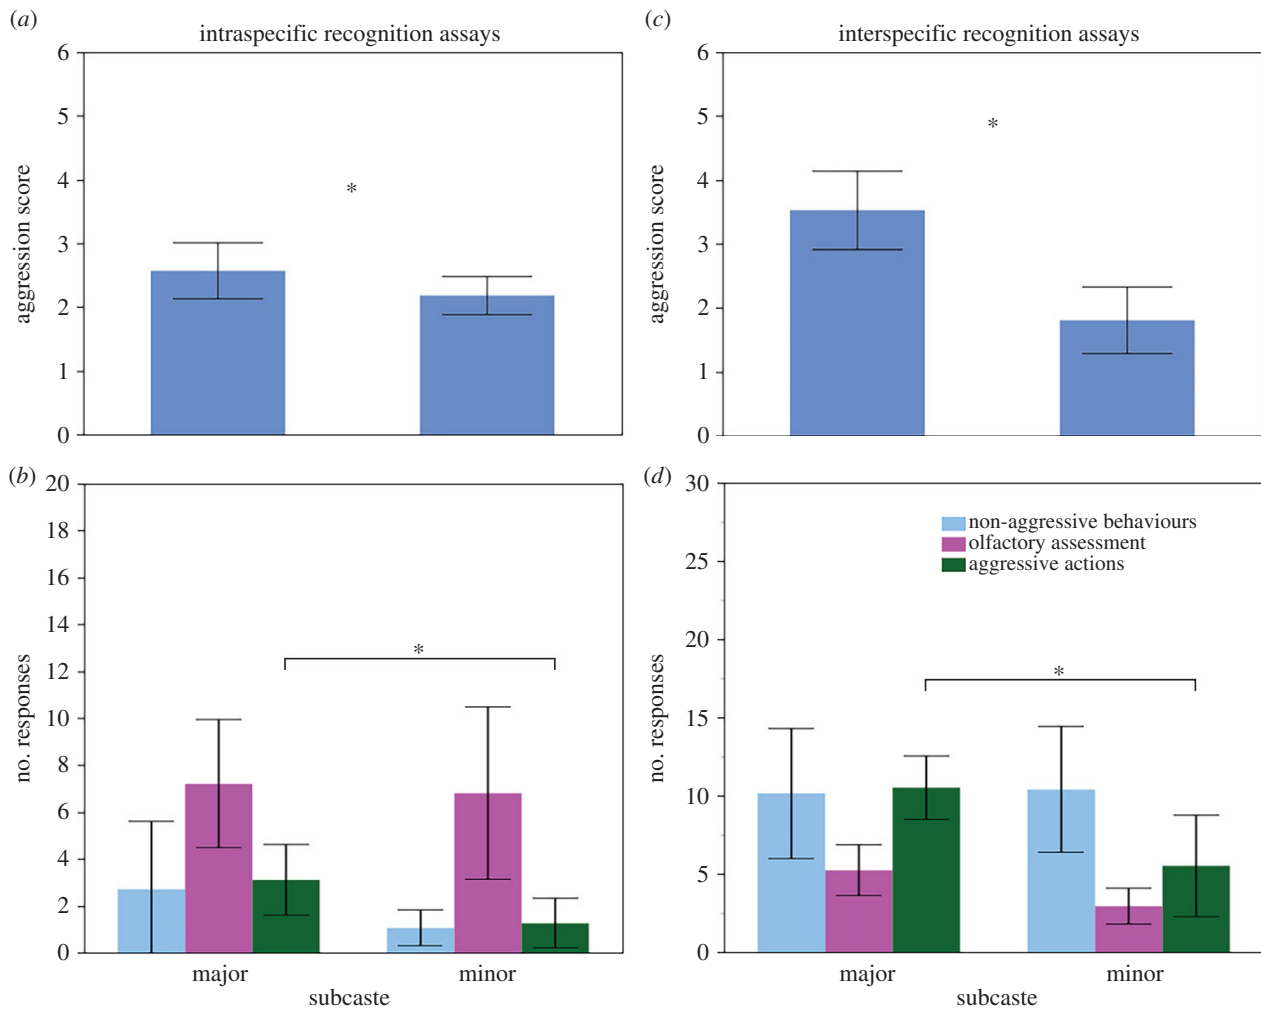 (a)
intraspecific recognition assays
6
5
4
3
2
1
0
aggression score
*
(c)
interspecific recognition assays
6
5
4
3
2
1
0
aggression score
*
(b)
20
18
16
14
12
10
8
6
4
2
0
no. responses
*
major
minor
subcaste
(d)
30
25
20
15
10
5
0
no. responses
non-aggressive behaviours
olfactory assessment
aggressive actions
*
major
minor
subcaste